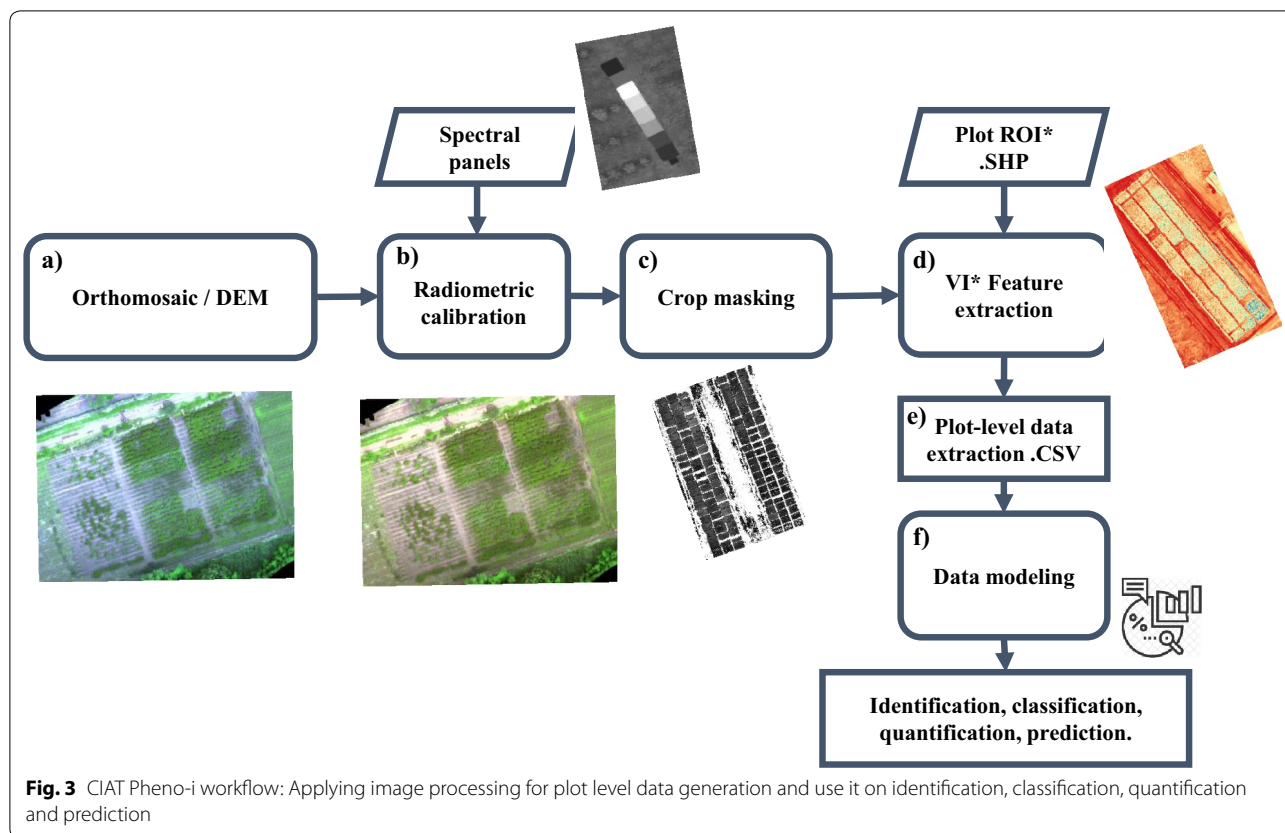 Spectral
panels
Plot ROI*
.SHP
a)
Orthomosaic / DEM
b)
Radiometric
calibration
c)
Crop masking
d)
VI* Feature
extraction
e)
Plot-level data
extraction .CSV
f)
Data modeling
%
Identification, classification,
quantification, prediction.
Fig. 3 CIAT Pheno-i workflow: Applying image processing for plot level data generation and use it on identification, classification, quantification
and prediction